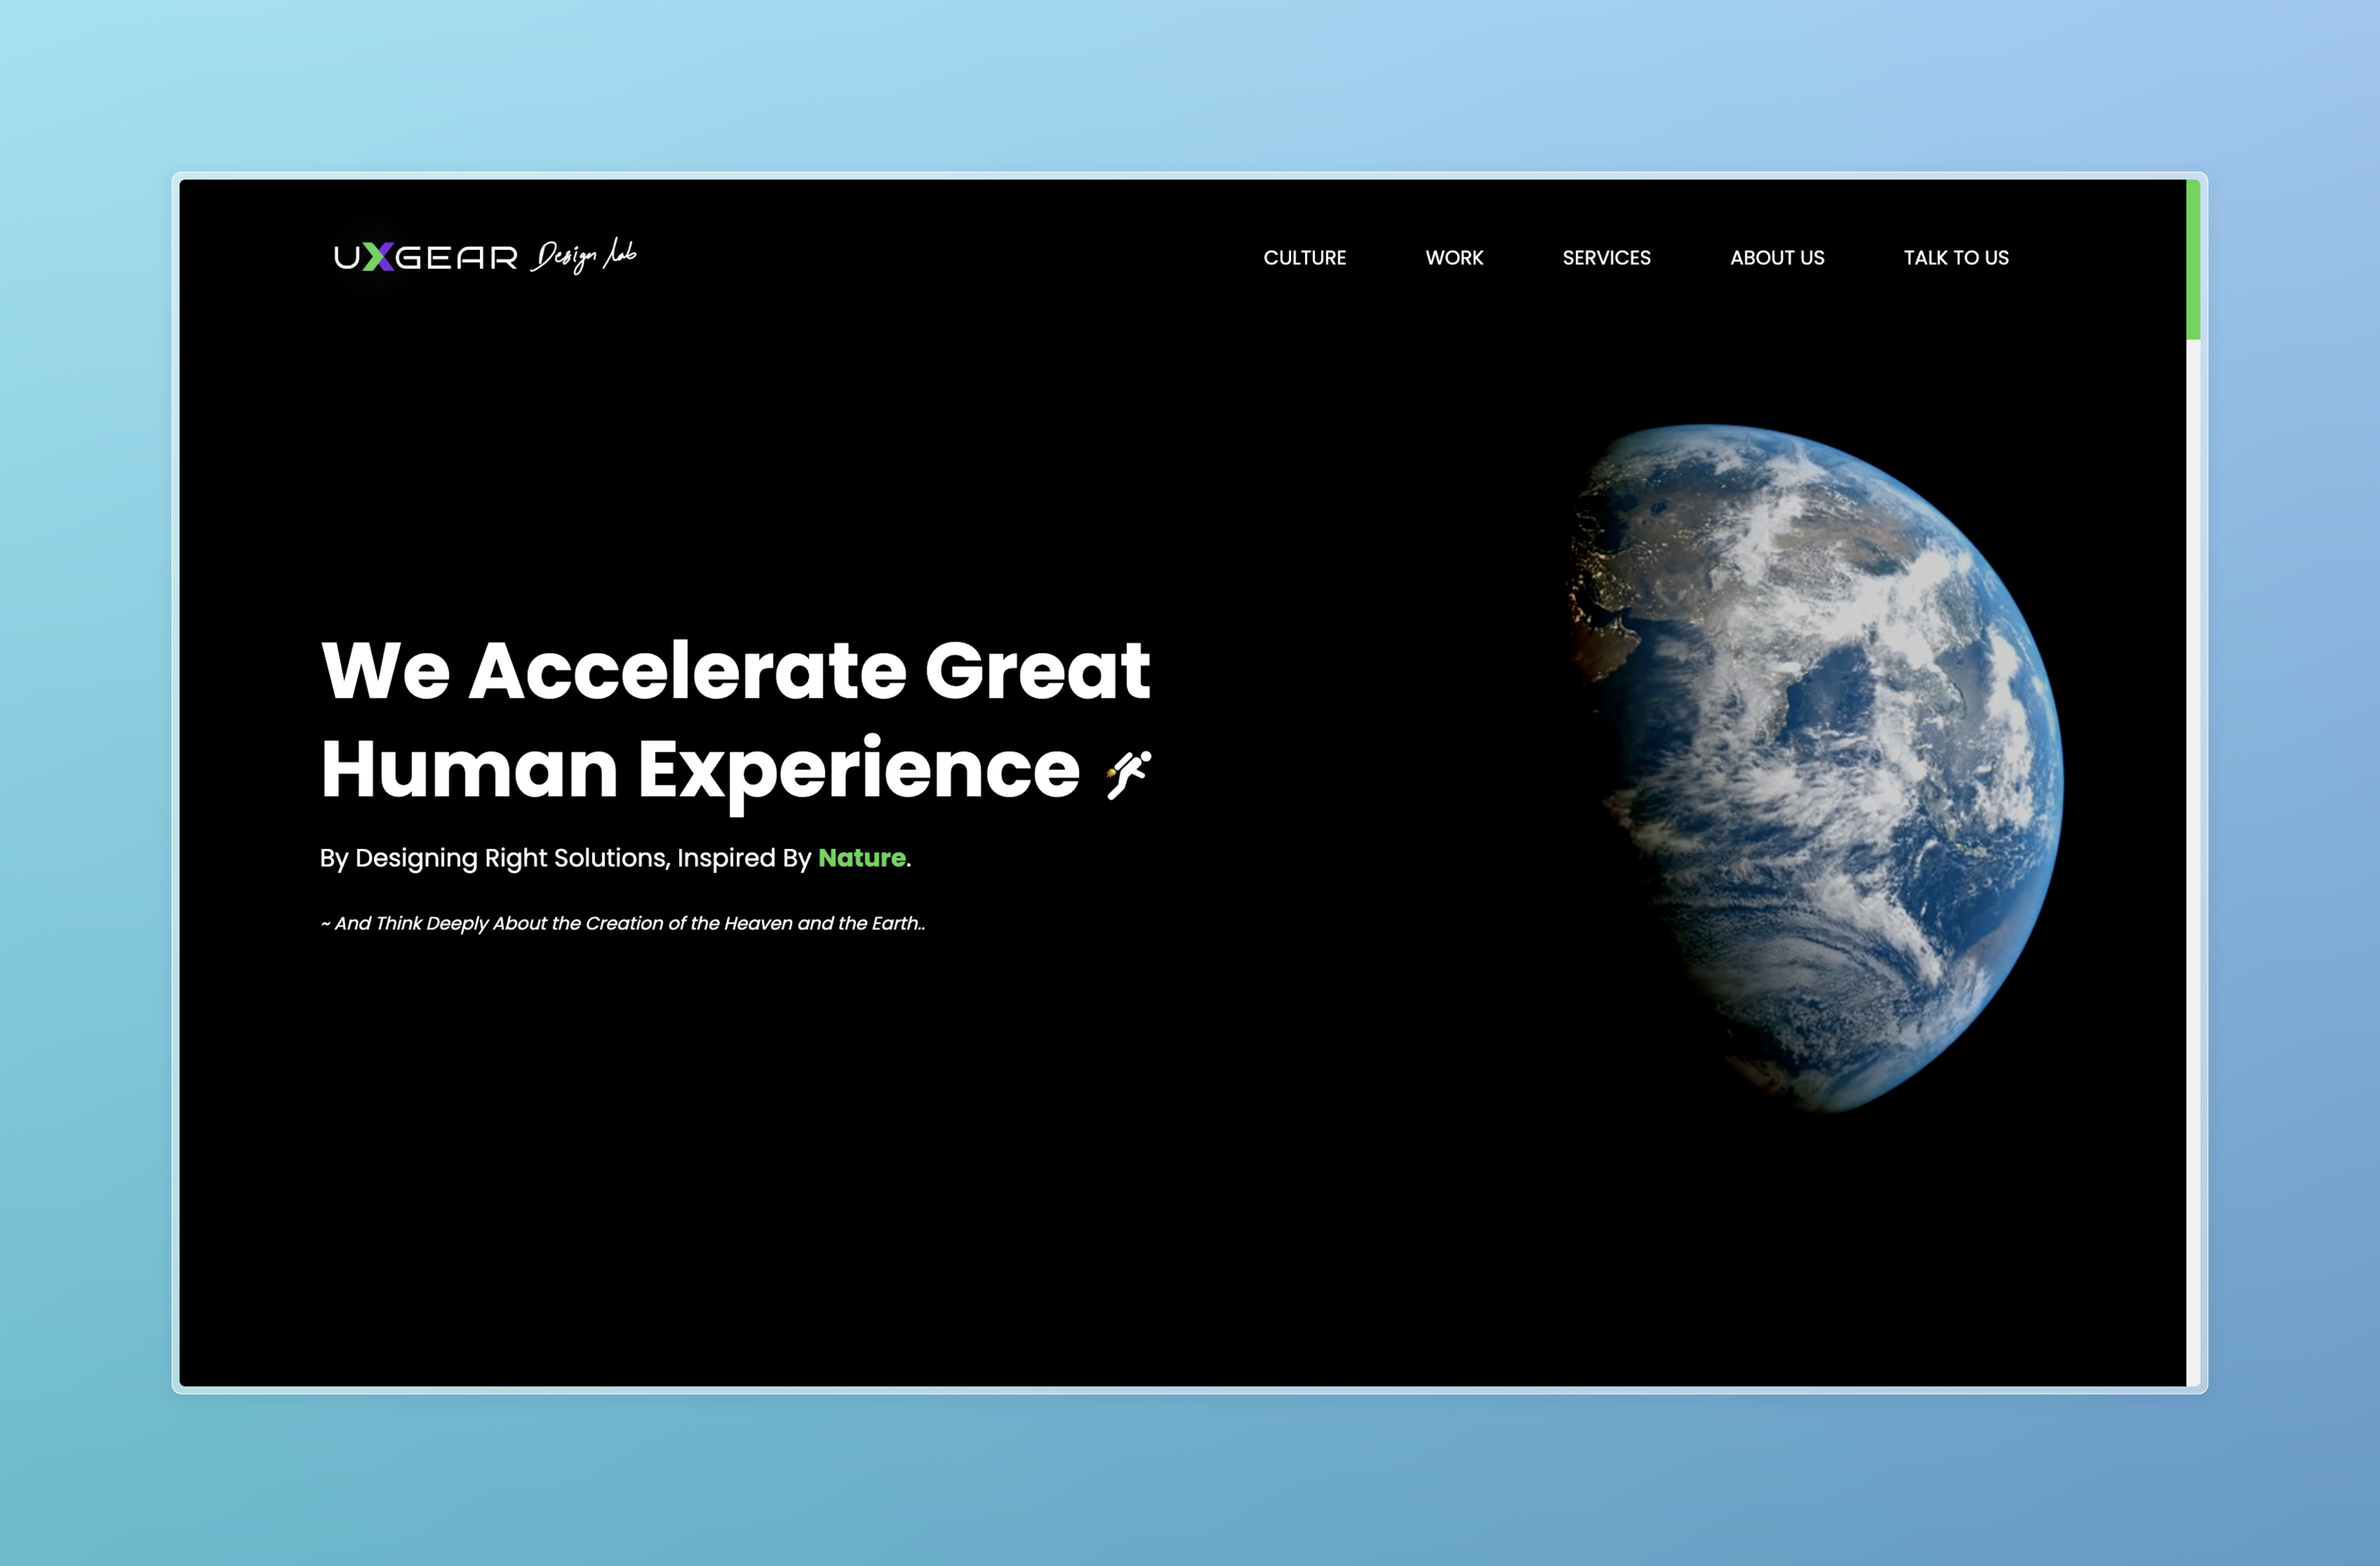 UXGEAR Design lab
CULTURE WORK SERVICES ABOUT US TALK TO US
We Accelerate Great
Human Experience
By Designing Right Solutions, Inspired By Nature.
~ And Think Deeply About the Creation of the Heaven and the Earth..